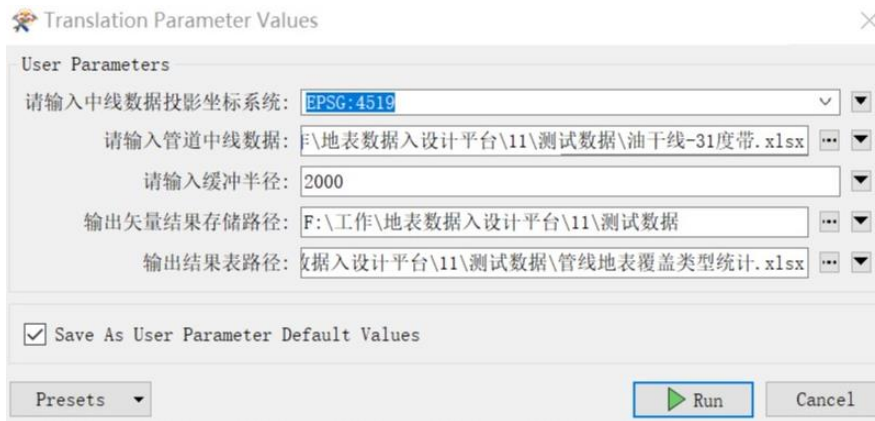 Translation Parameter Values
User Parameters
请输入中线数据投影坐标系统: EPSG:4519
请输入管道中线数据: \地表数据入设计平台\11\测试数据\油干线-31度带.xlsx
请输入缓冲半径: 2000
输出矢量结果存储路径: F:\工作\地表数据入设计平台\11\测试数据
输出结果表路径: 据入设计平台\11\测试数据\管线地表覆盖类型统计.xlsx
Save As User Parameter Default Values
Presets Run Cancel